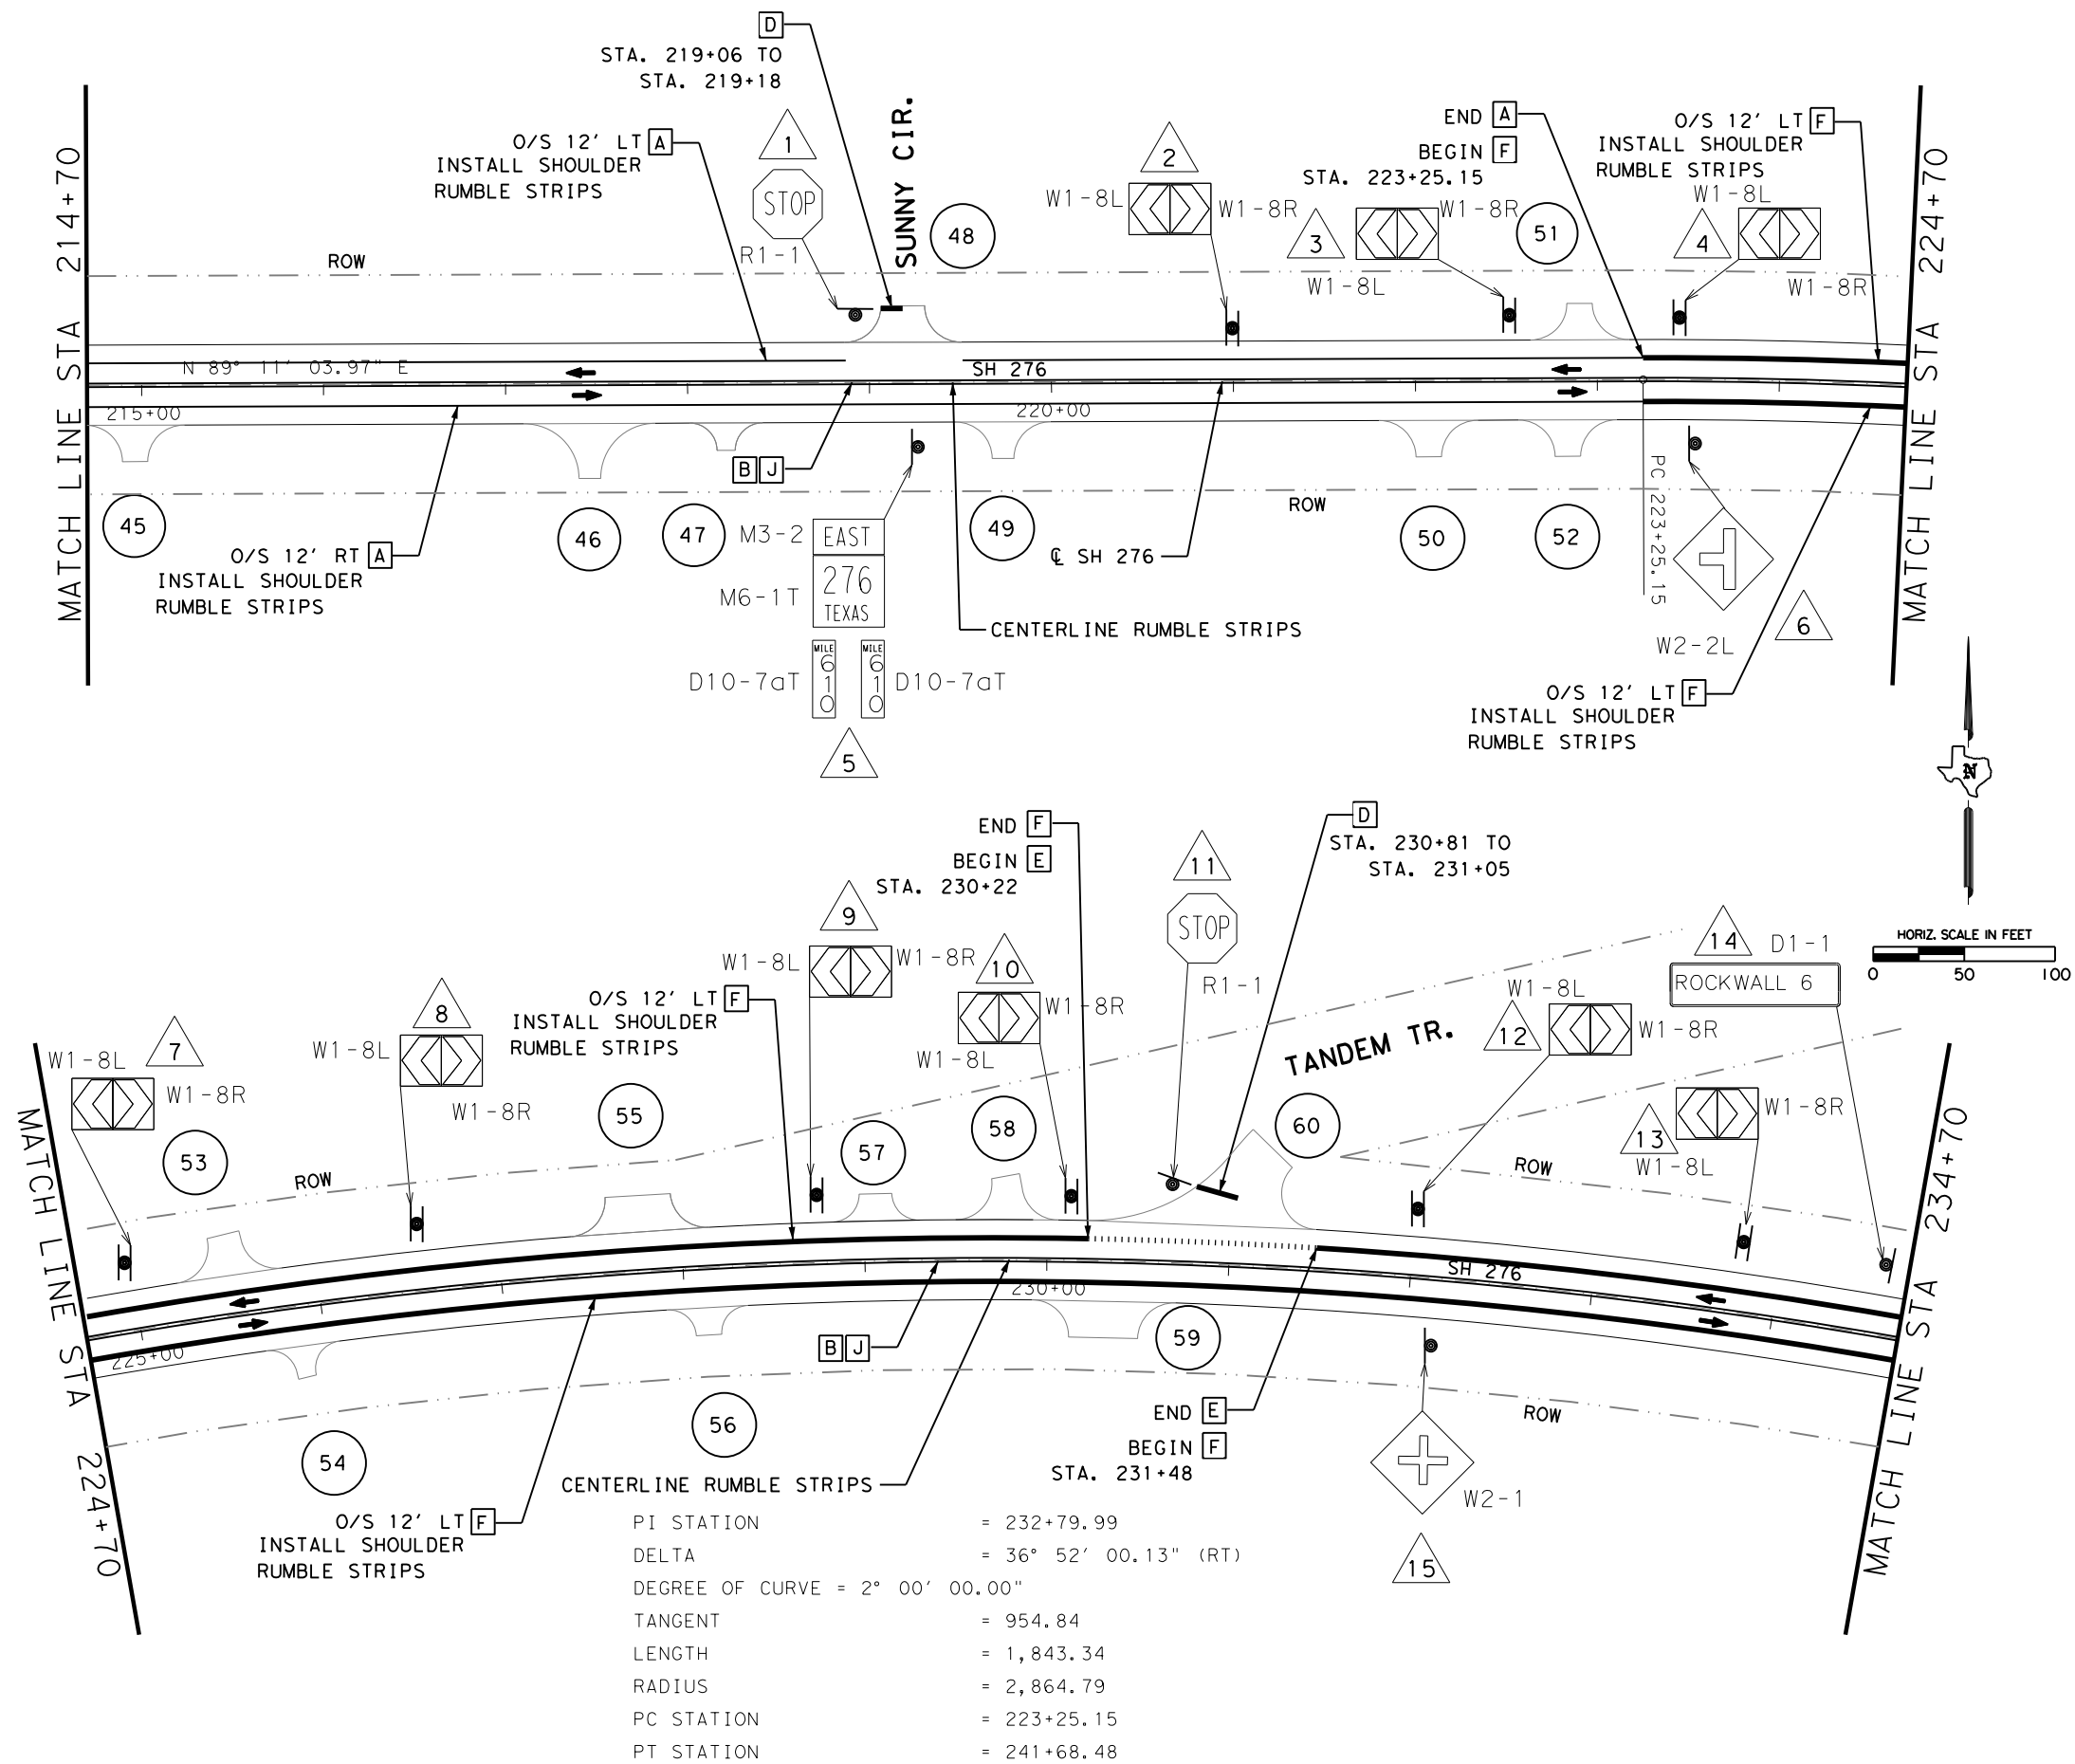 D
STA. 219+06 TO
STA. 219+18
SUNNY CIR.
1
STOP
R1-1
O/S 12' LT A
INSTALL SHOULDER
RUMBLE STRIPS
48
2
W1-8L
W1-8R
END A
BEGIN F
STA. 223+25.15
3
W1-8R
W1-8L
51
O/S 12' LT F
INSTALL SHOULDER
RUMBLE STRIPS
W1-8L
4
W1-8R
MATCH LINE STA 214+70
MATCH LINE STA 224+70
ROW
N 89° 11' 03.97" E
SH 276
215+00
220+00
B J
ROW
45
46
47
49
50
52
O/S 12' RT A
INSTALL SHOULDER
RUMBLE STRIPS
M3-2
EAST
M6-1T
276
TEXAS
℄ SH 276
CENTERLINE RUMBLE STRIPS
D10-7aT
MILE
6
1
0
MILE
6
1
0
D10-7aT
5
PC 223+25.15
W2-2L
6
O/S 12' LT F
INSTALL SHOULDER
RUMBLE STRIPS
N
HORIZ. SCALE IN FEET
0 50 100
END F
BEGIN E
STA. 230+22
D
STA. 230+81 TO
STA. 231+05
11
STOP
R1-1
9
W1-8L
W1-8R
10
W1-8R
W1-8L
14
D1-1
ROCKWALL 6
W1-8L
12
W1-8R
TANDEM TR.
O/S 12' LT F
INSTALL SHOULDER
RUMBLE STRIPS
8
W1-8L
W1-8R
7
W1-8L
W1-8R
53
55
57
58
60
13
W1-8R
W1-8L
ROW
ROW
MATCH LINE STA 224+70
MATCH LINE STA 234+70
SH 276
225+00
230+00
B J
59
54
56
END E
BEGIN F
STA. 231+48
ROW
W2-1
15
CENTERLINE RUMBLE STRIPS
O/S 12' LT F
INSTALL SHOULDER
RUMBLE STRIPS
PI STATION = 232+79.99
DELTA = 36° 52' 00.13" (RT)
DEGREE OF CURVE = 2° 00' 00.00"
TANGENT = 954.84
LENGTH = 1,843.34
RADIUS = 2,864.79
PC STATION = 223+25.15
PT STATION = 241+68.48